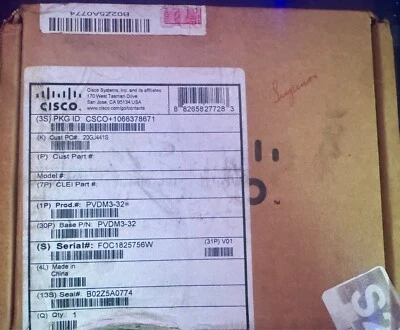 B02Z5A0774
CISCO
Cisco Systems, Inc. and its affiliates
170 West Tasman Drive
San Jose, CA 95134 USA
www.cisco.com/go/contacts
8 82658 27728 3
(3S) PKG ID: CSCO+1066378671
(K) Cust PO#:
(P) Cust Part#:
Model #:
(7P) CLEI Part#:
(1P) Prod.#: PVDM3-32=
(30P) Base P/N: PVDM3-32
(S) Serial#: FOC1825756W
(31P) V01
(4L) Made in
China
(13S) Seal#: B02Z5A0774
(Q) Qty: 1
CISCO
S